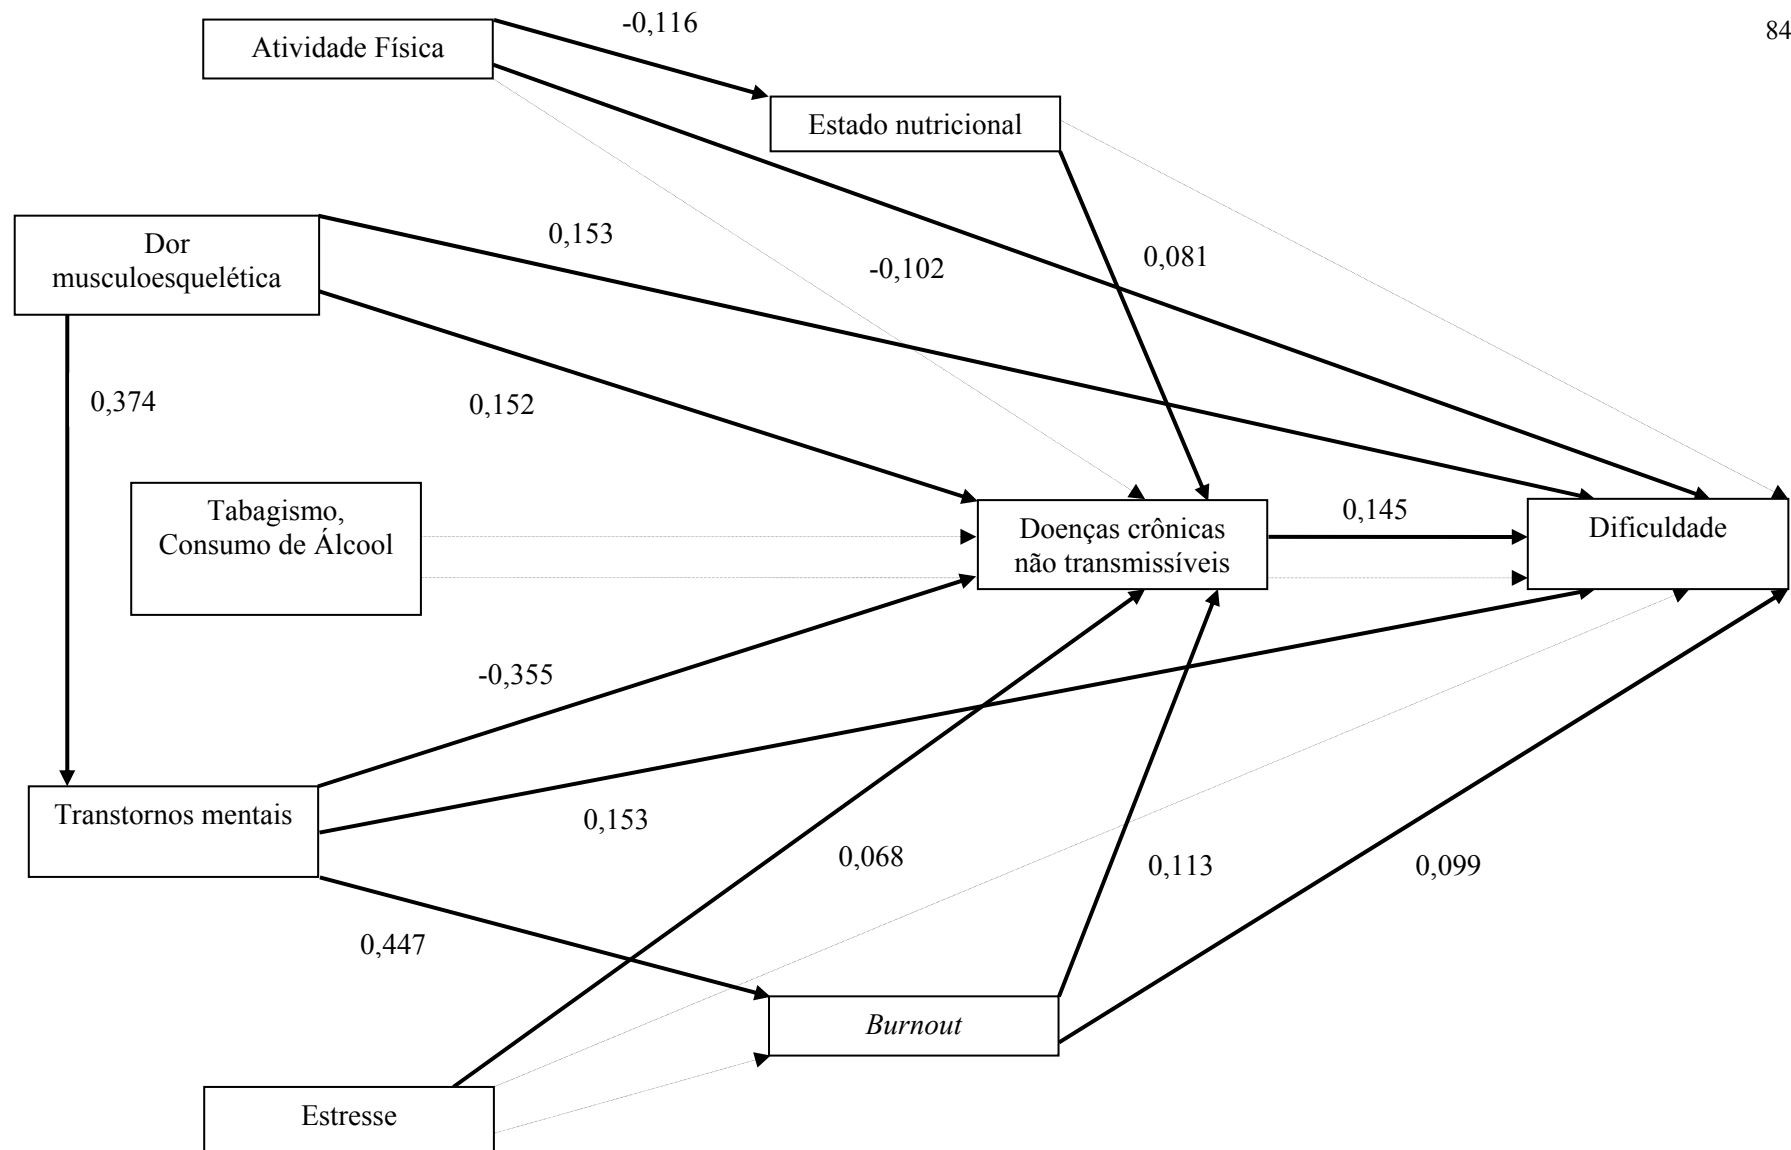 84
-0,116
Atividade Física
Estado nutricional
Dor
musculoesquelética
0,153
-0,102
0,081
0,374
0,152
Tabagismo,
Consumo de Álcool
Doenças crônicas
não transmissíveis
0,145
Dificuldade
-0,355
Transtornos mentais
0,153
0,068
0,113
0,099
0,447
Burnout
Estresse